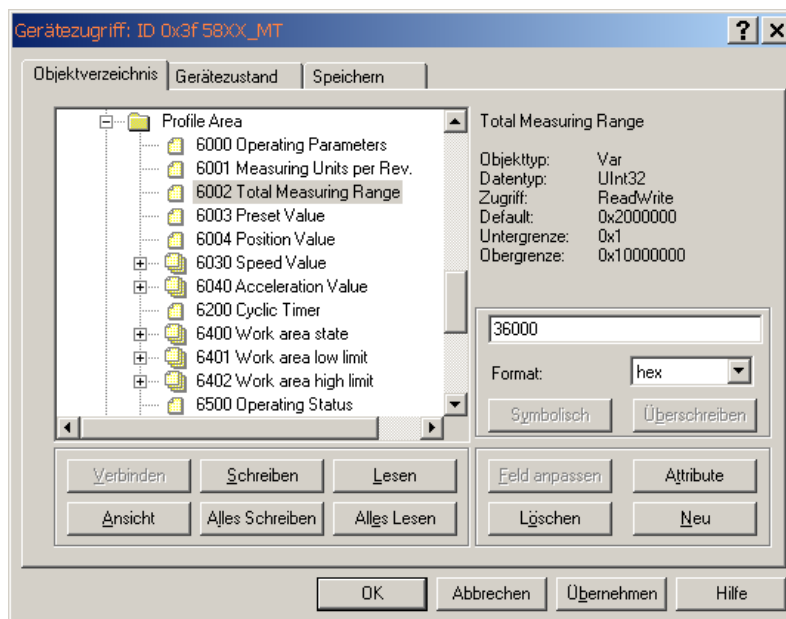 Gerätezugriff: ID 0x3f 58XX_MT
Objektverzeichnis Gerätezustand Speichern
Profile Area
6000 Operating Parameters
6001 Measuring Units per Rev.
6002 Total Measuring Range
6003 Preset Value
6004 Position Value
6030 Speed Value
6040 Acceleration Value
6200 Cyclic Timer
6400 Work area state
6401 Work area low limit
6402 Work area high limit
6500 Operating Status
Total Measuring Range
Objekttyp: Var
Datentyp: UInt32
Zugriff: ReadWrite
Default: 0x2000000
Untergrenze: 0x1
Obergrenze: 0x10000000
36000
Format: hex
Symbolisch Überschreiben
Verbinden Schreiben Lesen
Ansicht Alles Schreiben Alles Lesen
Feld anpassen Attribute
Löschen Neu
OK Abbrechen Übernehmen Hilfe